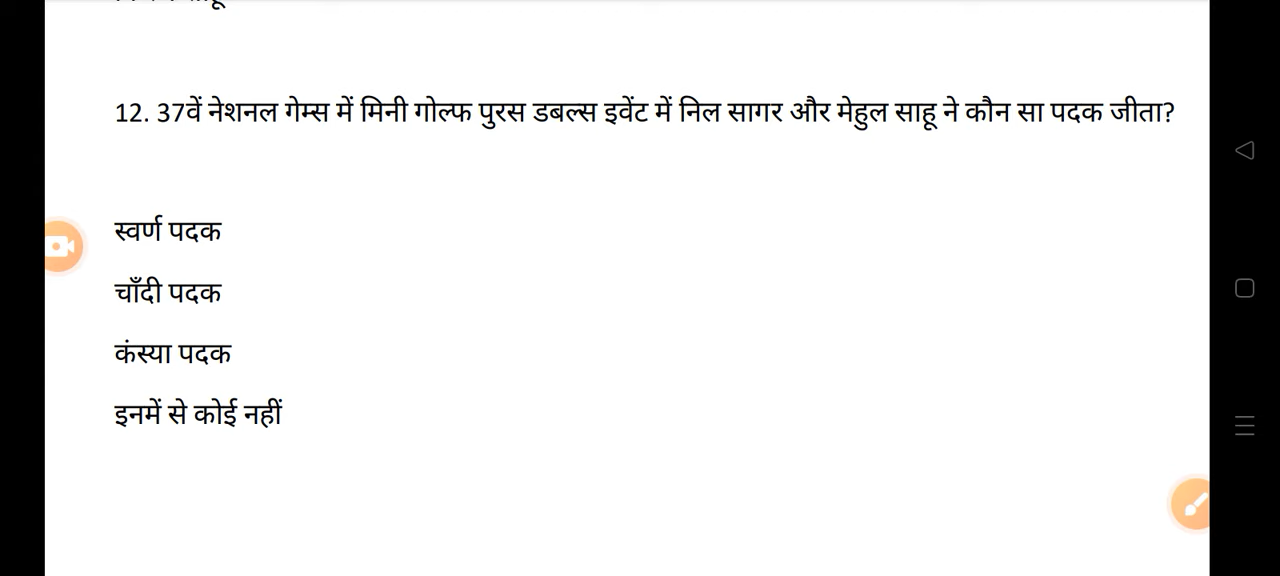 12. 37वें नेशनल गेम्स में मिनी गोल्फ पुरस डबल्स इवेंट में निल सागर और मेहुल साहू ने कौन सा पदक जीता?
स्वर्ण पदक
चाँदी पदक
कंस्या पदक
इनमें से कोई नहीं